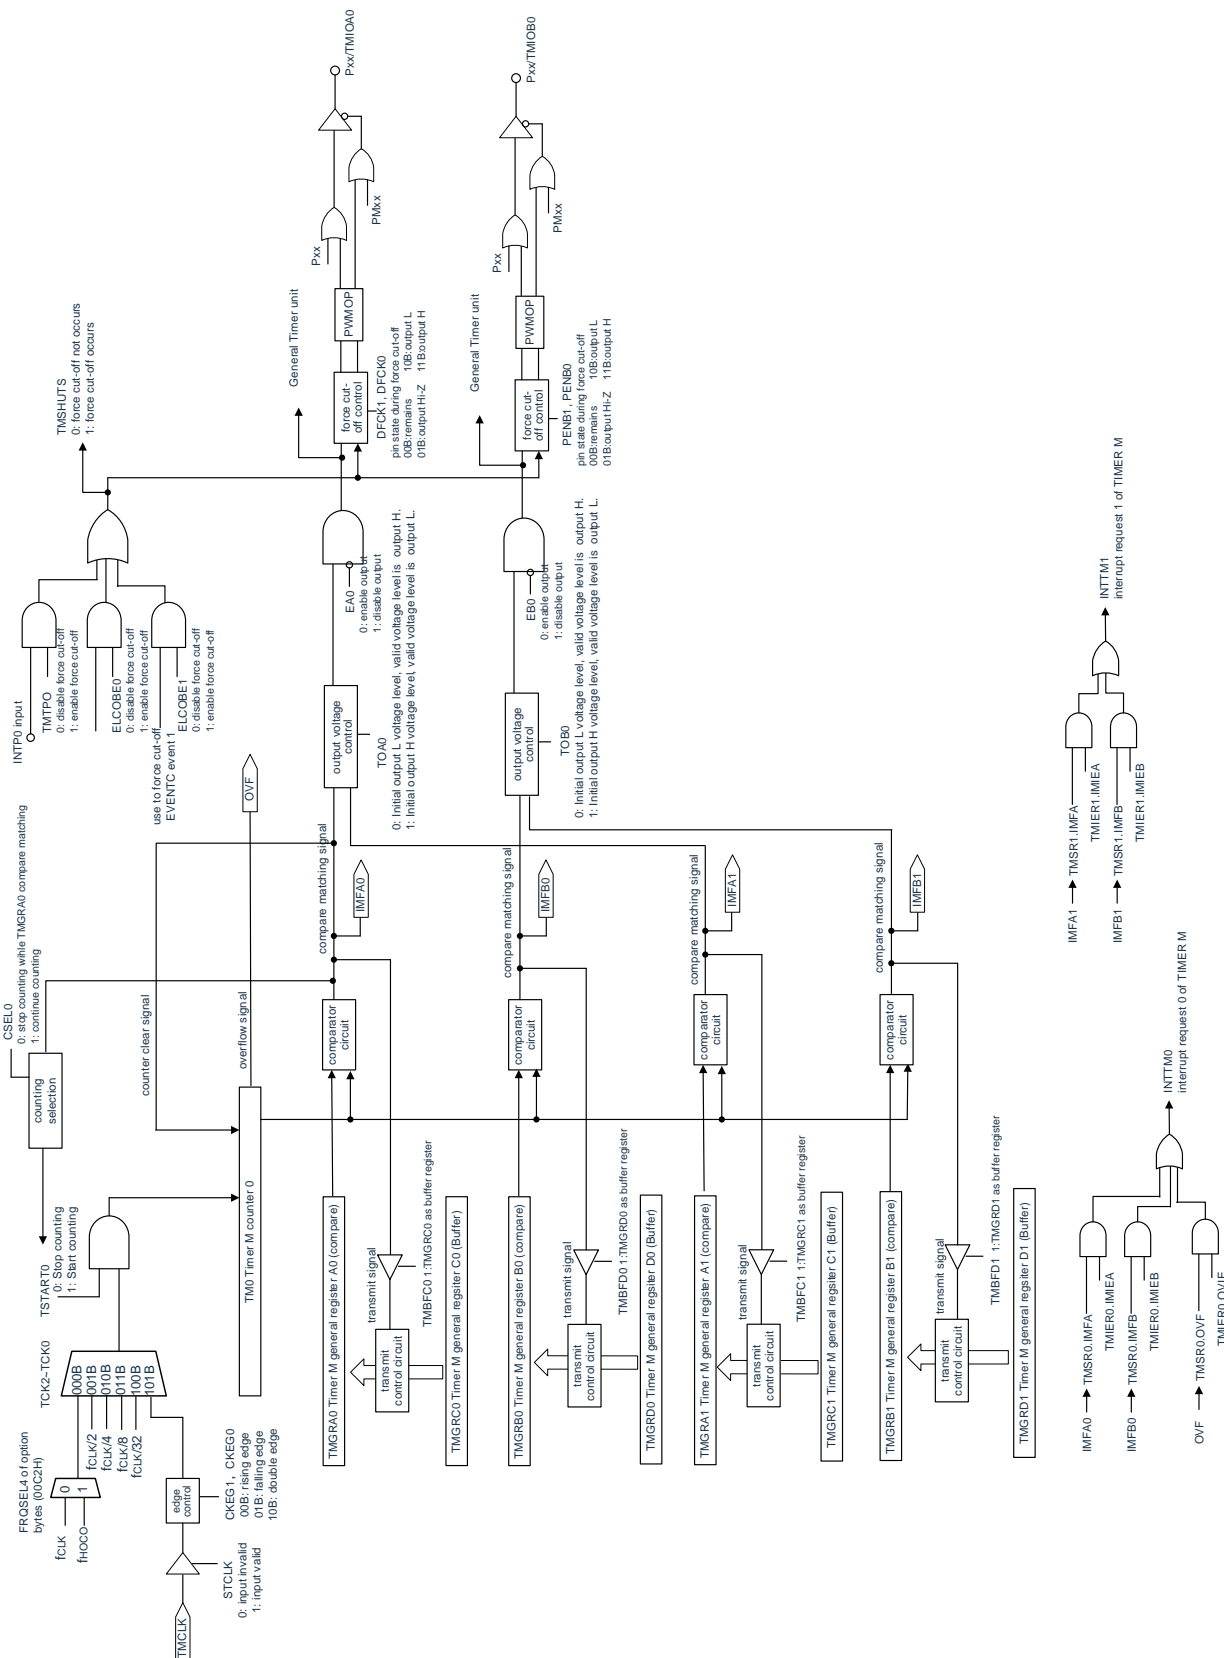 FRQSEL4 of option
bytes (00C2H)
fCLK
fHOCO
0
1
TCK2~TCK0
000B
001B
010B
011B
100B
101B
fCLK/2
fCLK/4
fCLK/8
fCLK/32
TMCLK
STCLK
0: input invalid
1: input valid
edge
control
CKEG1, CKEG0
00B: rising edge
01B: falling edge
10B: double edge
TSTART0
0: Stop counting
1: Start counting
counting
selection
CSEL0
0: stop counting wihle TMGRA0 compare matching
1: continue counting
counter clear signal
TM0 Timer M counter 0
overflow signal
OVF
INTP0 input
TMTPO
0: disable force cut-off
1: enable force cut-off
ELCOBE0
0: disable force cut-off
1: enable force cut-off
use to force cut-off
EVENTC event 1
ELCOBE1
0: disable force cut-off
1: enable force cut-off
TMSHUTS
0: force cut-off not occurs
1: force cut-off occurs
TMGRA0 Timer M general register A0 (compare)
transmit signal
transmit
control circuit
TMBFC0 1:TMGRC0 as buffer register
TMGRC0 Timer M general regsiter C0 (Buffer)
comparator
circuit
compare matching signal
IMFA0
output voltage
control
TOA0
0: Initial output L voltage level, valid voltage level is output H.
1: Initial output H voltage level, valid voltage level is output L.
EA0
0: enable output
1: disable output
General Timer unit
force cut-
off control
DFCK1, DFCK0
pin state during force cut-off
00B:remains 10B:output L
01B:output Hi-Z 11B:output H
PWMOP
Pxx
PMxx
Pxx/TMIOA0
TMGRB0 Timer M general register B0 (compare)
transmit signal
transmit
control circuit
TMBFD0 1:TMGRD0 as buffer register
TMGRD0 Timer M general regsiter D0 (Buffer)
comparator
circuit
compare matching signal
IMFB0
output voltage
control
TOB0
0: Initial output L voltage level, valid voltage level is output H.
1: Initial output H voltage level, valid voltage level is output L.
EB0
0: enable output
1: disable output
General Timer unit
force cut-
off control
PENB1, PENB0
pin state during force cut-off
00B:remains 10B:output L
01B:output Hi-Z 11B:output H
PWMOP
Pxx
PMxx
Pxx/TMIOB0
TMGRA1 Timer M general register A1 (compare)
transmit signal
transmit
control circuit
TMBFC1 1:TMGRC1 as buffer register
TMGRC1 Timer M general regsiter C1 (Buffer)
comparator
circuit
compare matching signal
IMFA1
TMGRB1 Timer M general register B1 (compare)
transmit signal
transmit
control circuit
TMBFD1 1:TMGRD1 as buffer register
TMGRD1 Timer M general regsiter D1 (Buffer)
comparator
circuit
compare matching signal
IMFB1
IMFA0
TMSR0.IMFA
TMIER0.IMIEA
IMFB0
TMSR0.IMFB
TMIER0.IMIEB
OVF
TMSR0.OVF
TMIER0.OVIE
INTTM0
interrupt request 0 of TIMER M
IMFA1
TMSR1.IMFA
TMIER1.IMIEA
IMFB1
TMSR1.IMFB
TMIER1.IMIEB
INTTM1
interrupt request 1 of TIMER M